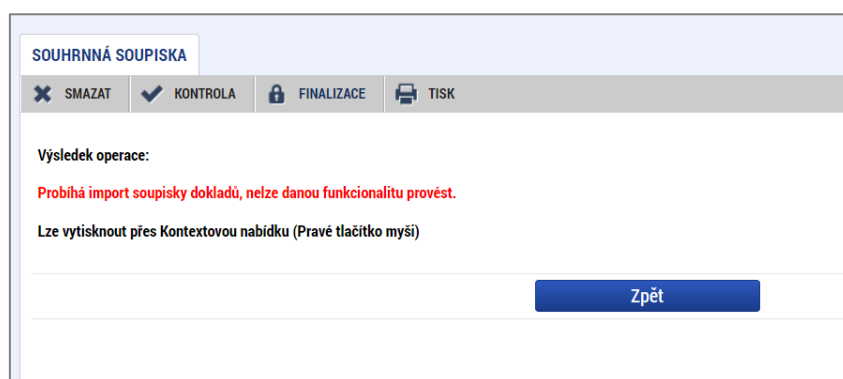 SOUHRNNÁ SOUPISKA
SMAZAT KONTROLA FINALIZACE TISK
Výsledek operace:
Probíhá import soupisky dokladů, nelze danou funkcionalitu provést.
Lze vytisknout přes Kontextovou nabídku (Pravé tlačítko myši)
Zpět